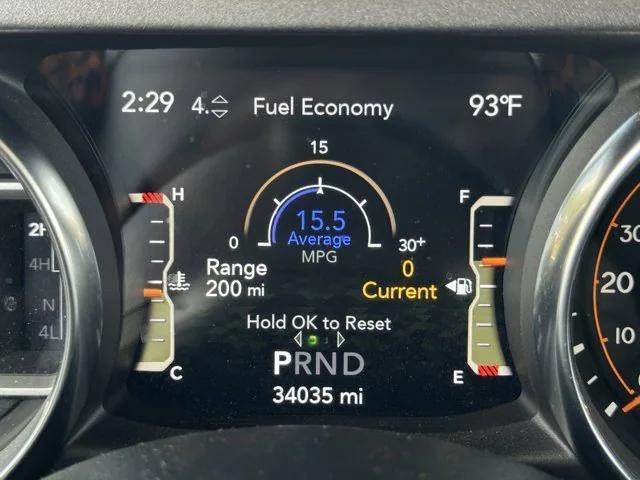 2:29 4. Fuel Economy 93°F
15
H F
15.5
Average
0 MPG 30+
Range 0
200 mi Current
Hold OK to Reset
PRND
C E
34035 mi
2H
4H
N
4L
30
20
10